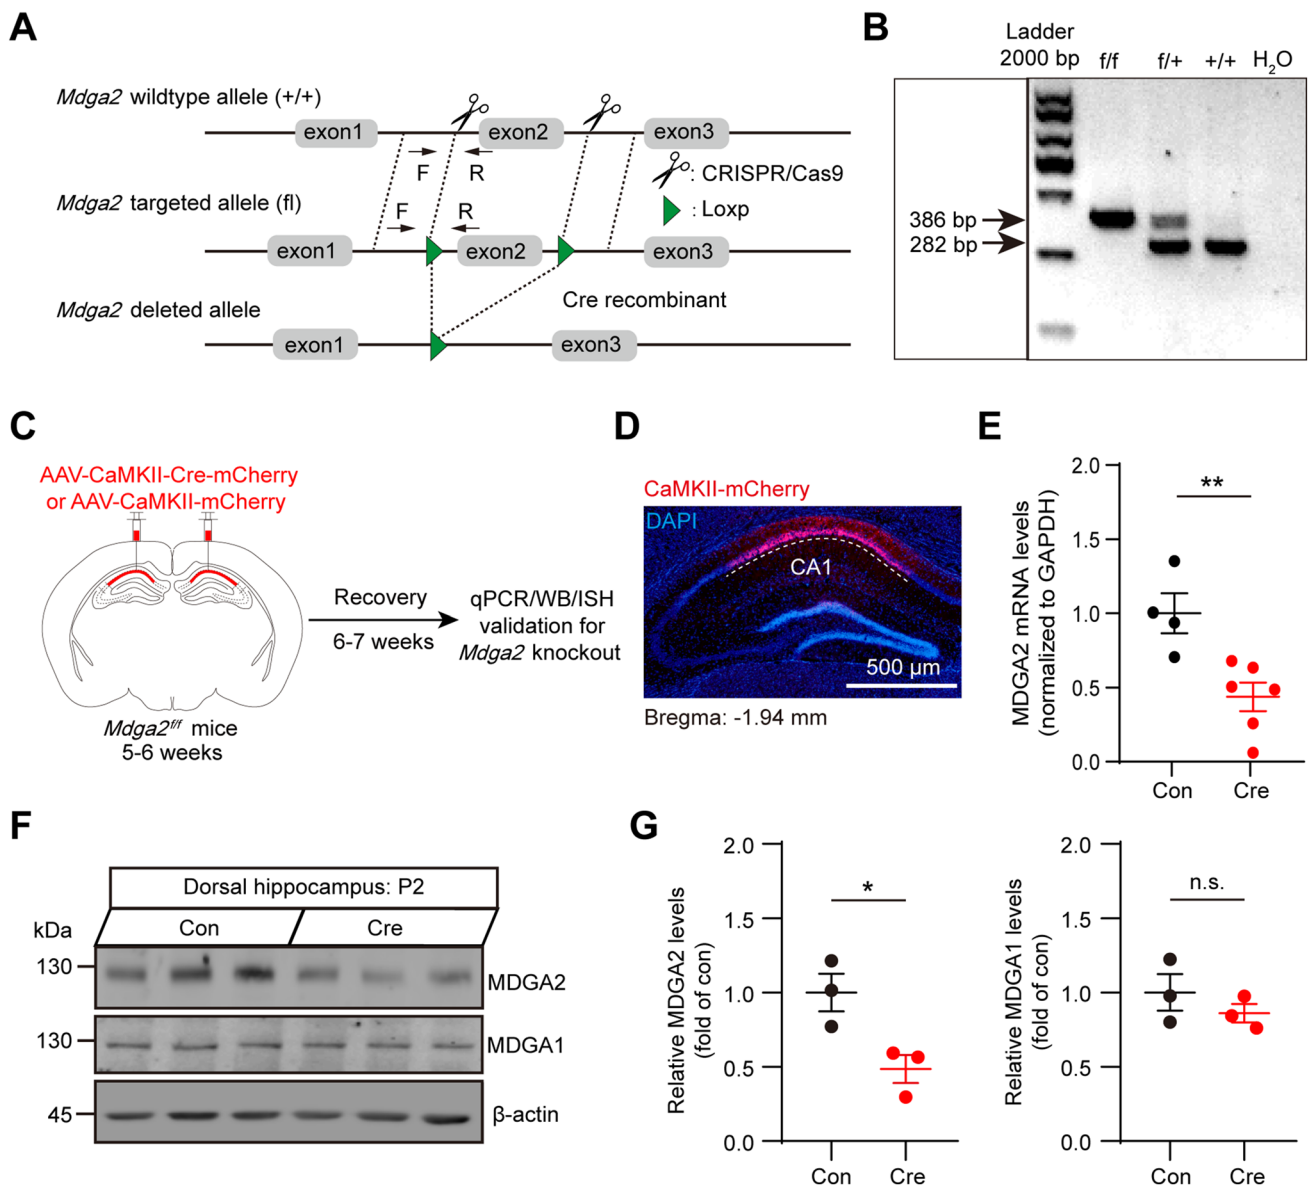 A
Mdga2 wildtype allele (+/+)
exon1
exon2
exon3
F
R
: CRISPR/Cas9
: Loxp
Mdga2 targeted allele (fl)
F
R
exon1
exon2
exon3
Cre recombinant
Mdga2 deleted allele
exon1
exon3
B
Ladder
2000 bp f/f f/+ +/+ H2O
386 bp
282 bp
C
AAV-CaMKII-Cre-mCherry
or AAV-CaMKII-mCherry
Recovery
6-7 weeks
qPCR/WB/ISH
validation for
Mdga2 knockout
Mdga2f/f mice
5-6 weeks
D
CaMKII-mCherry
DAPI
CA1
500 µm
Bregma: -1.94 mm
E
MDGA2 mRNA levels
(normalized to GAPDH)
2.0
1.5
1.0
0.5
0.0
**
Con
Cre
F
Dorsal hippocampus: P2
Con
Cre
kDa
130
MDGA2
130
MDGA1
45
β-actin
G
Relative MDGA2 levels
(fold of con)
2.0
1.5
1.0
0.5
0.0
*
Con
Cre
Relative MDGA1 levels
(fold of con)
2.0
1.5
1.0
0.5
0.0
n.s.
Con
Cre